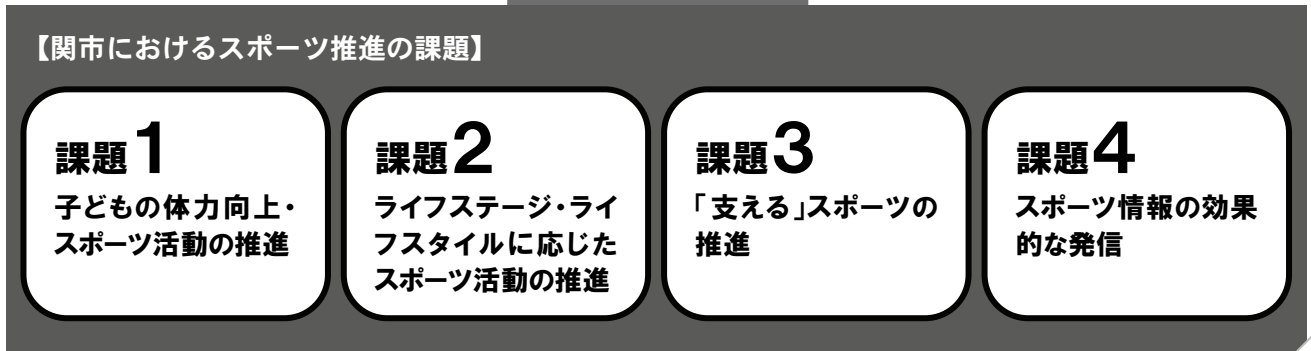 【関市におけるスポーツ推進の課題】
課題1
子どもの体力向上・
スポーツ活動の推進
課題2
ライフステージ・ライ
フスタイルに応じた
スポーツ活動の推進
課題3
「支える」スポーツの
推進
課題4
スポーツ情報の効果
的な発信